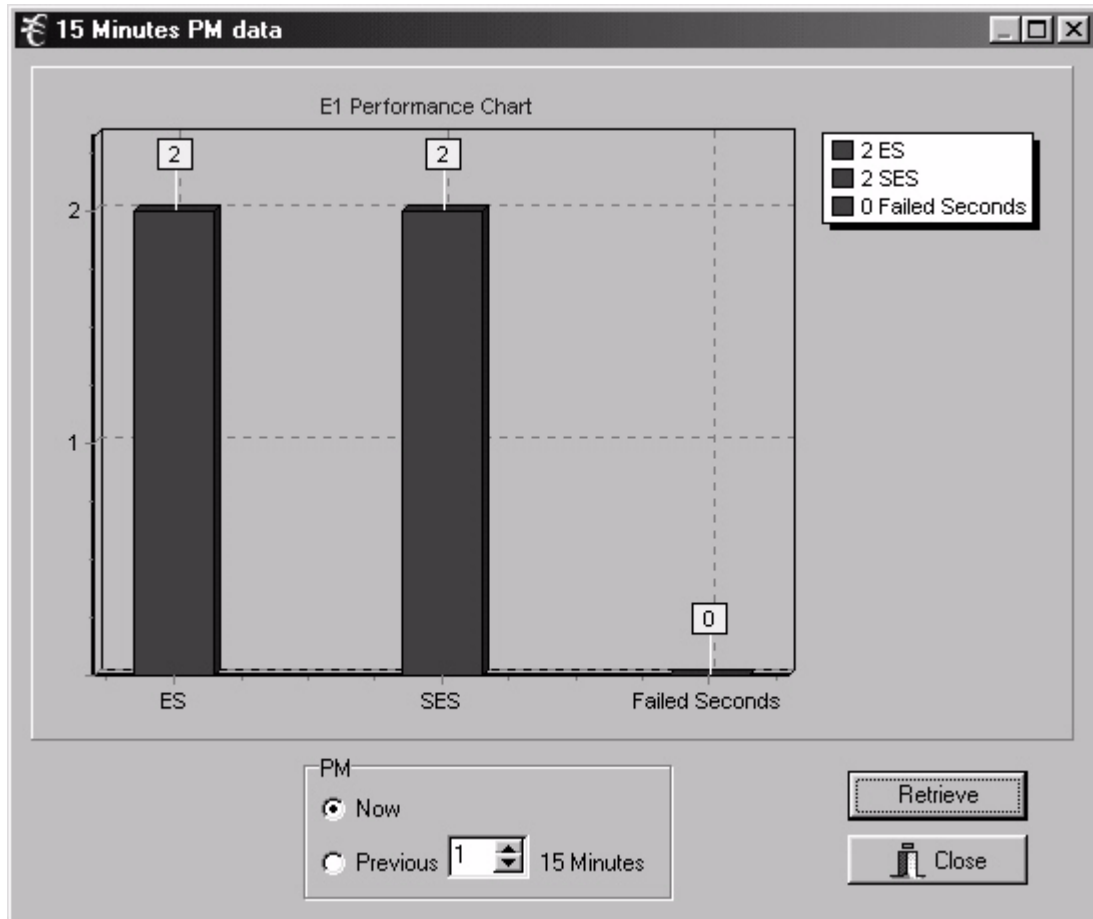 15 Minutes PM data
E1 Performance Chart
2
2
2 ES
2 SES
0 Failed Seconds
2
1
0
ES
SES
Failed Seconds
PM
Now
Previous 1 15 Minutes
Retrieve
Close